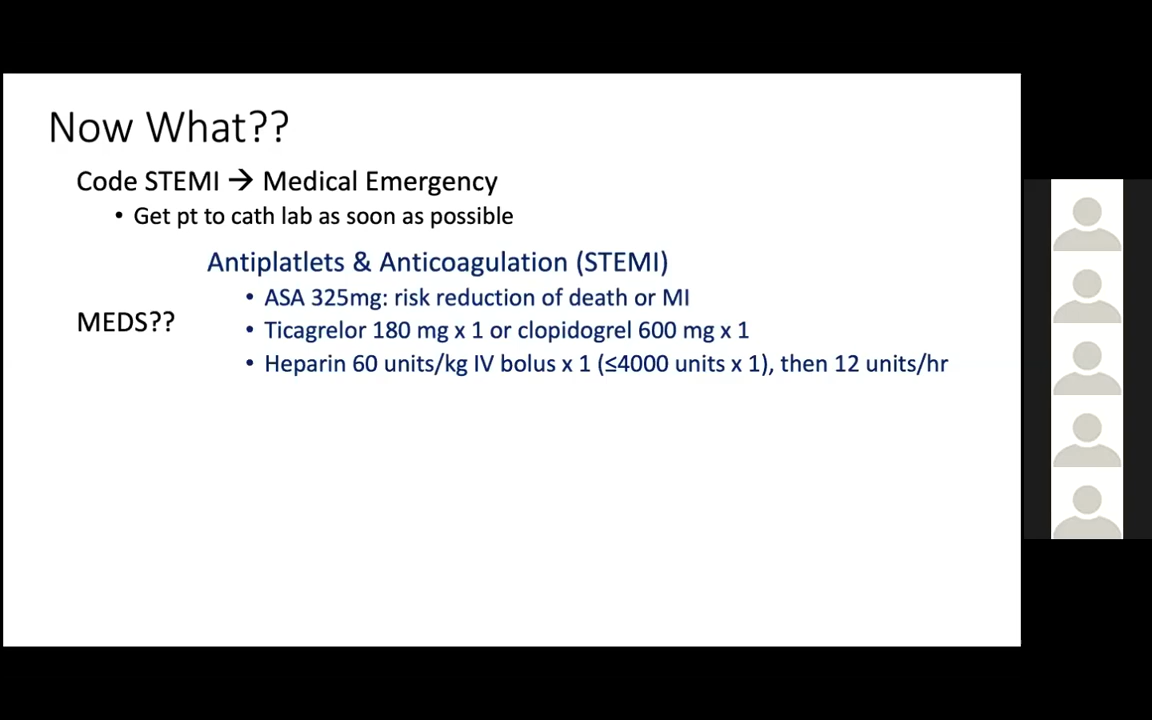 Now What??
Code STEMI → Medical Emergency
• Get pt to cath lab as soon as possible
Antiplatlets & Anticoagulation (STEMI)
• ASA 325mg: risk reduction of death or MI
MEDS??
• Ticagrelor 180 mg x 1 or clopidogrel 600 mg x 1
• Heparin 60 units/kg IV bolus x 1 (≤4000 units x 1), then 12 units/hr